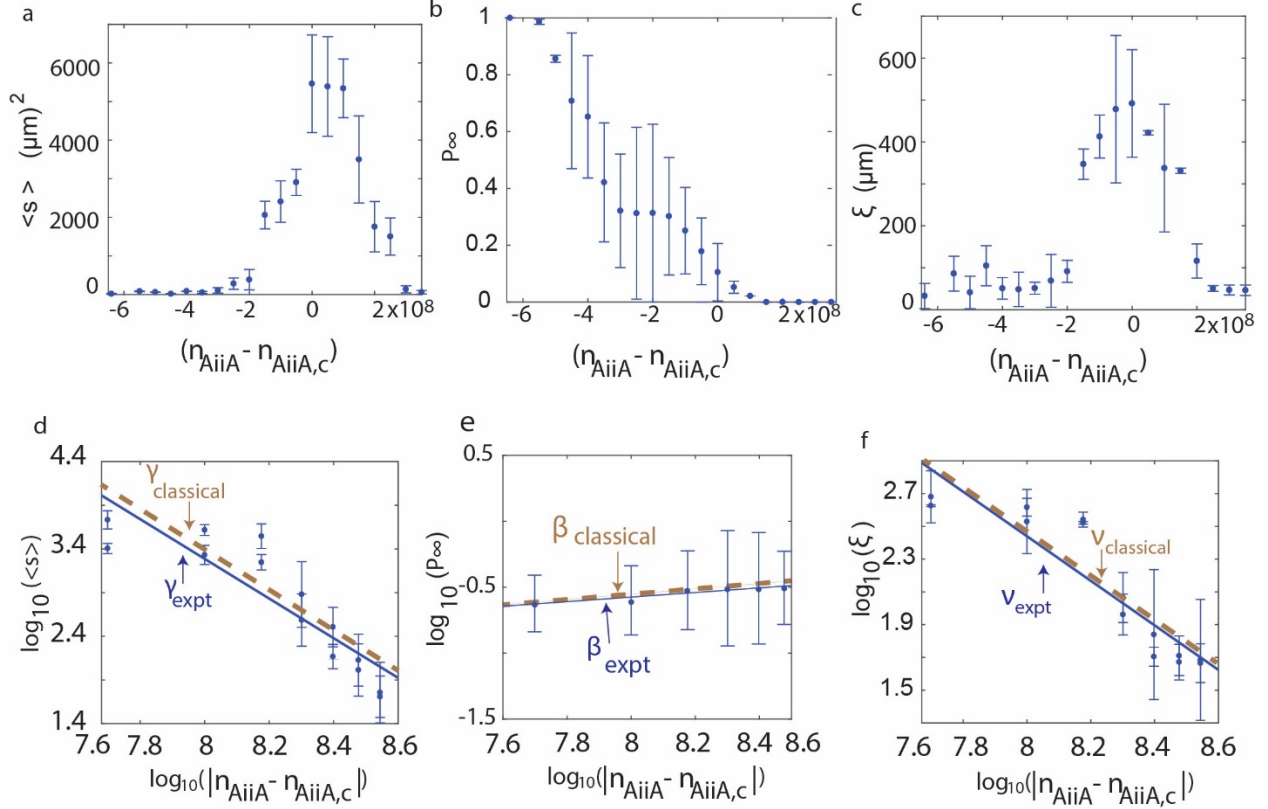 a
<s> (μm)²
6000
4000
2000
0
-6 -4 -2 0 2x10⁸
(n_AiiA - n_AiiA,c)
b
P∞
1
0.8
0.6
0.4
0.2
0
-6 -4 -2 0 2x10⁸
(n_AiiA - n_AiiA,c)
c
ξ (μm)
600
400
200
0
-6 -4 -2 0 2x10⁸
(n_AiiA - n_AiiA,c)
d
log₁₀(<s>)
4.4
3.4
2.4
1.4
γ_classical
γ_expt
7.6 7.8 8 8.2 8.4 8.6
log₁₀(|n_AiiA - n_AiiA,c|)
e
log₁₀(P∞)
0.5
-0.5
-0.5
-1.5
β_classical
β_expt
7.6 7.8 8 8.2 8.4 8.6
log₁₀(|n_AiiA - n_AiiA,c|)
f
log₁₀(ξ)
2.7
2.3
1.9
1.5
ν_classical
ν_expt
7.6 7.8 8 8.2 8.4 8.6
log₁₀(|n_AiiA - n_AiiA,c|)